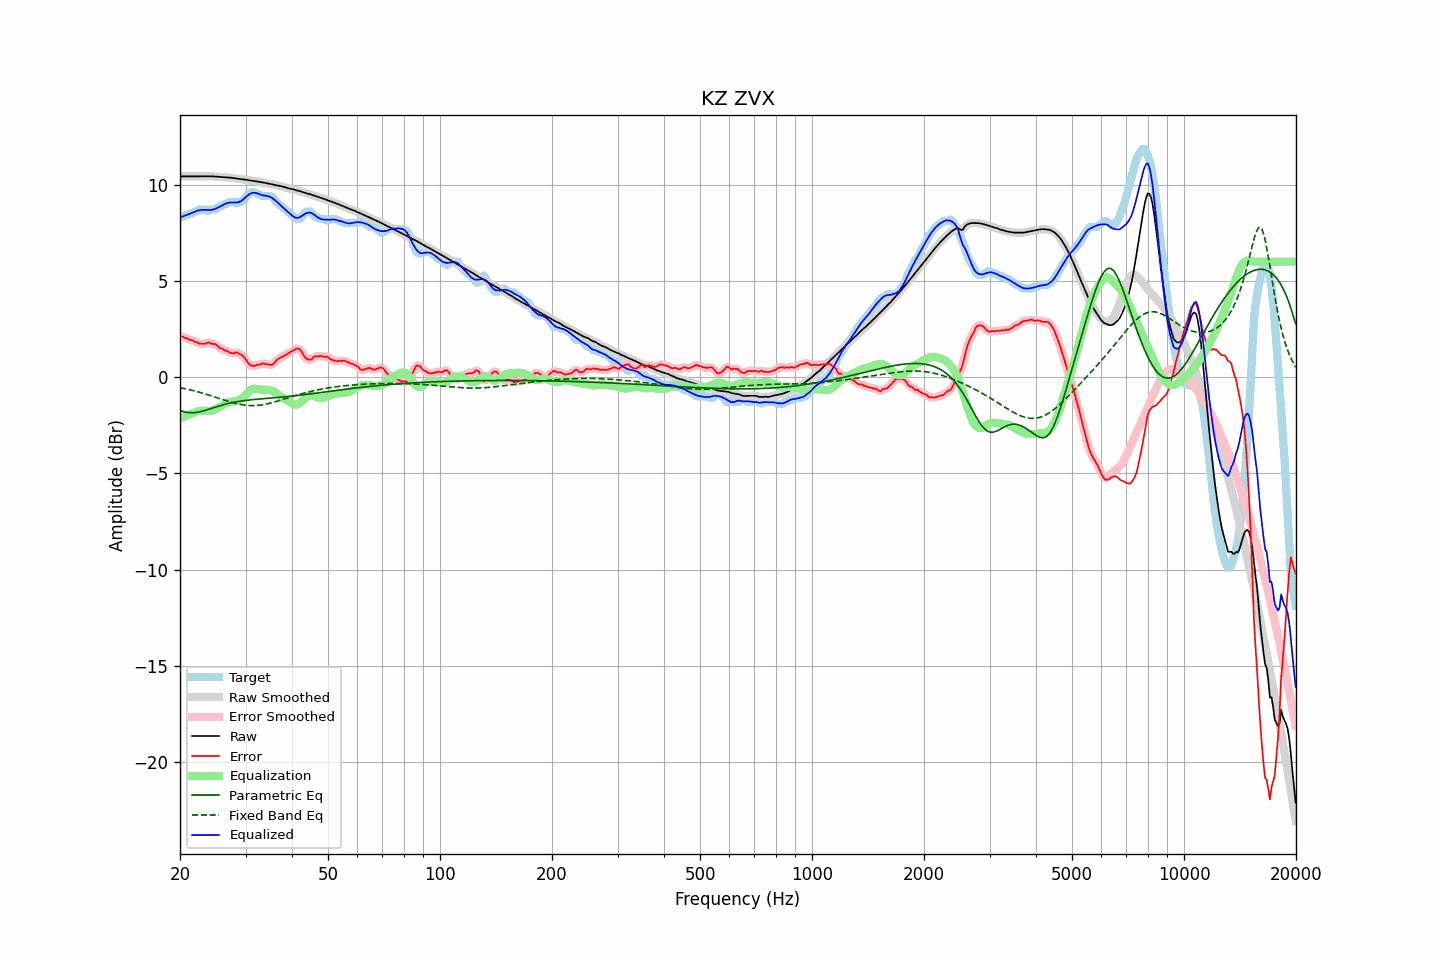 KZ ZVX
10
5
0
−5
−10
−15
−20
Amplitude (dBr)
Target
Raw Smoothed
Error Smoothed
Raw
Error
Equalization
Parametric Eq
Fixed Band Eq
Equalized
20 50 100 200 500 1000 2000 5000 10000 20000
Frequency (Hz)